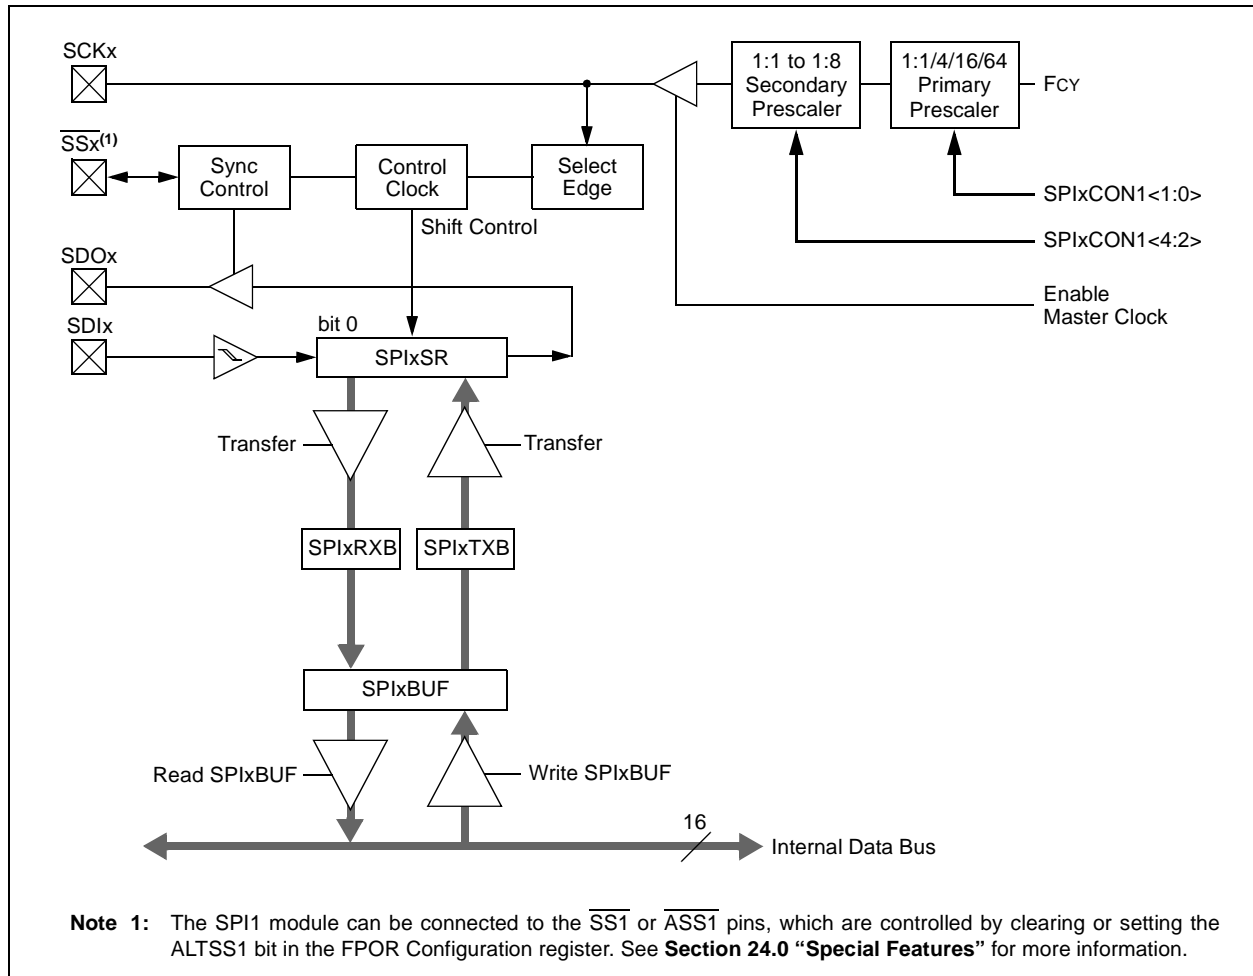 SCKx
1:1 to 1:8
Secondary
Prescaler
1:1/4/16/64
Primary
Prescaler
FCY
SSx(1)
Sync
Control
Control
Clock
Select
Edge
SPIxCON1<1:0>
Shift Control
SPIxCON1<4:2>
SDOx
Enable
Master Clock
SDIx
bit 0
SPIxSR
Transfer
Transfer
SPIxRXB
SPIxTXB
SPIxBUF
Read SPIxBUF
Write SPIxBUF
16
Internal Data Bus
Note 1: The SPI1 module can be connected to the SS1 or ASS1 pins, which are controlled by clearing or setting the
ALTSS1 bit in the FPOR Configuration register. See Section 24.0 “Special Features” for more information.